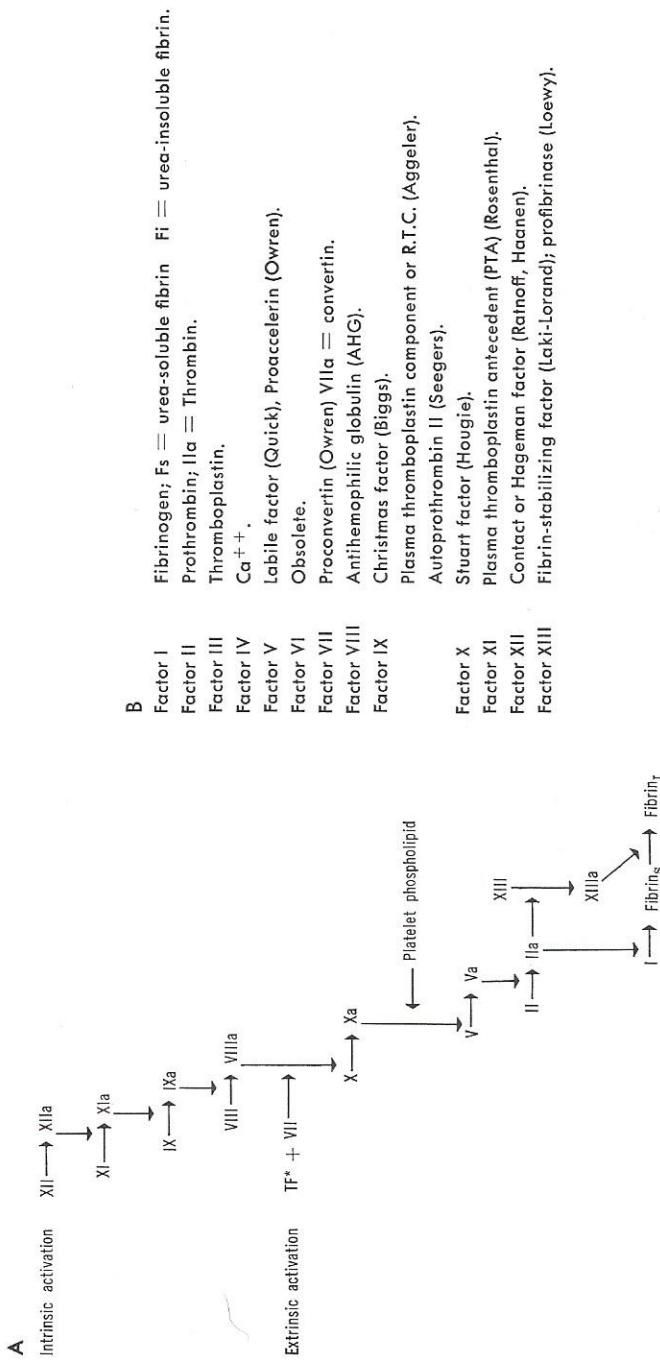 A
Intrinsic activation
XII XIIa
XI XIa
IX IXa
VIII VIIIa
Extrinsic activation
TF* + VII
X Xa
Platelet phospholipid
V Va
II IIa
XIII
XIIIa
I FibrinS FibrinT
B
Factor I Fibrinogen; Fs = urea-soluble fibrin Fi = urea-insoluble fibrin.
Factor II Prothrombin; IIa = Thrombin.
Factor III Thromboplastin.
Factor IV Ca++.
Factor V Labile factor (Quick), Proaccelerin (Owren).
Factor VI Obsolete.
Factor VII Proconvertin (Owren) VIIa = convertin.
Factor VIII Antihemophilic globulin (AHG).
Factor IX Christmas factor (Biggs).
Plasma thromboplastin component or R.T.C. (Aggeler).
Autoprothrombin II (Seegers).
Factor X Stuart factor (Hougie).
Factor XI Plasma thromboplastin antecedent (PTA) (Rosenthal).
Factor XII Contact or Hageman factor (Ratnoff, Haanen).
Factor XIII Fibrin-stabilizing factor (Laki-Lorand); profibrinase (Loewy).